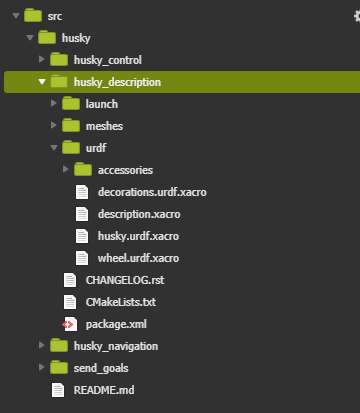 src
husky
husky_control
husky_description
launch
meshes
urdf
accessories
decorations.urdf.xacro
description.xacro
husky.urdf.xacro
wheel.urdf.xacro
CHANGELOG.rst
CMakeLists.txt
package.xml
husky_navigation
send_goals
README.md